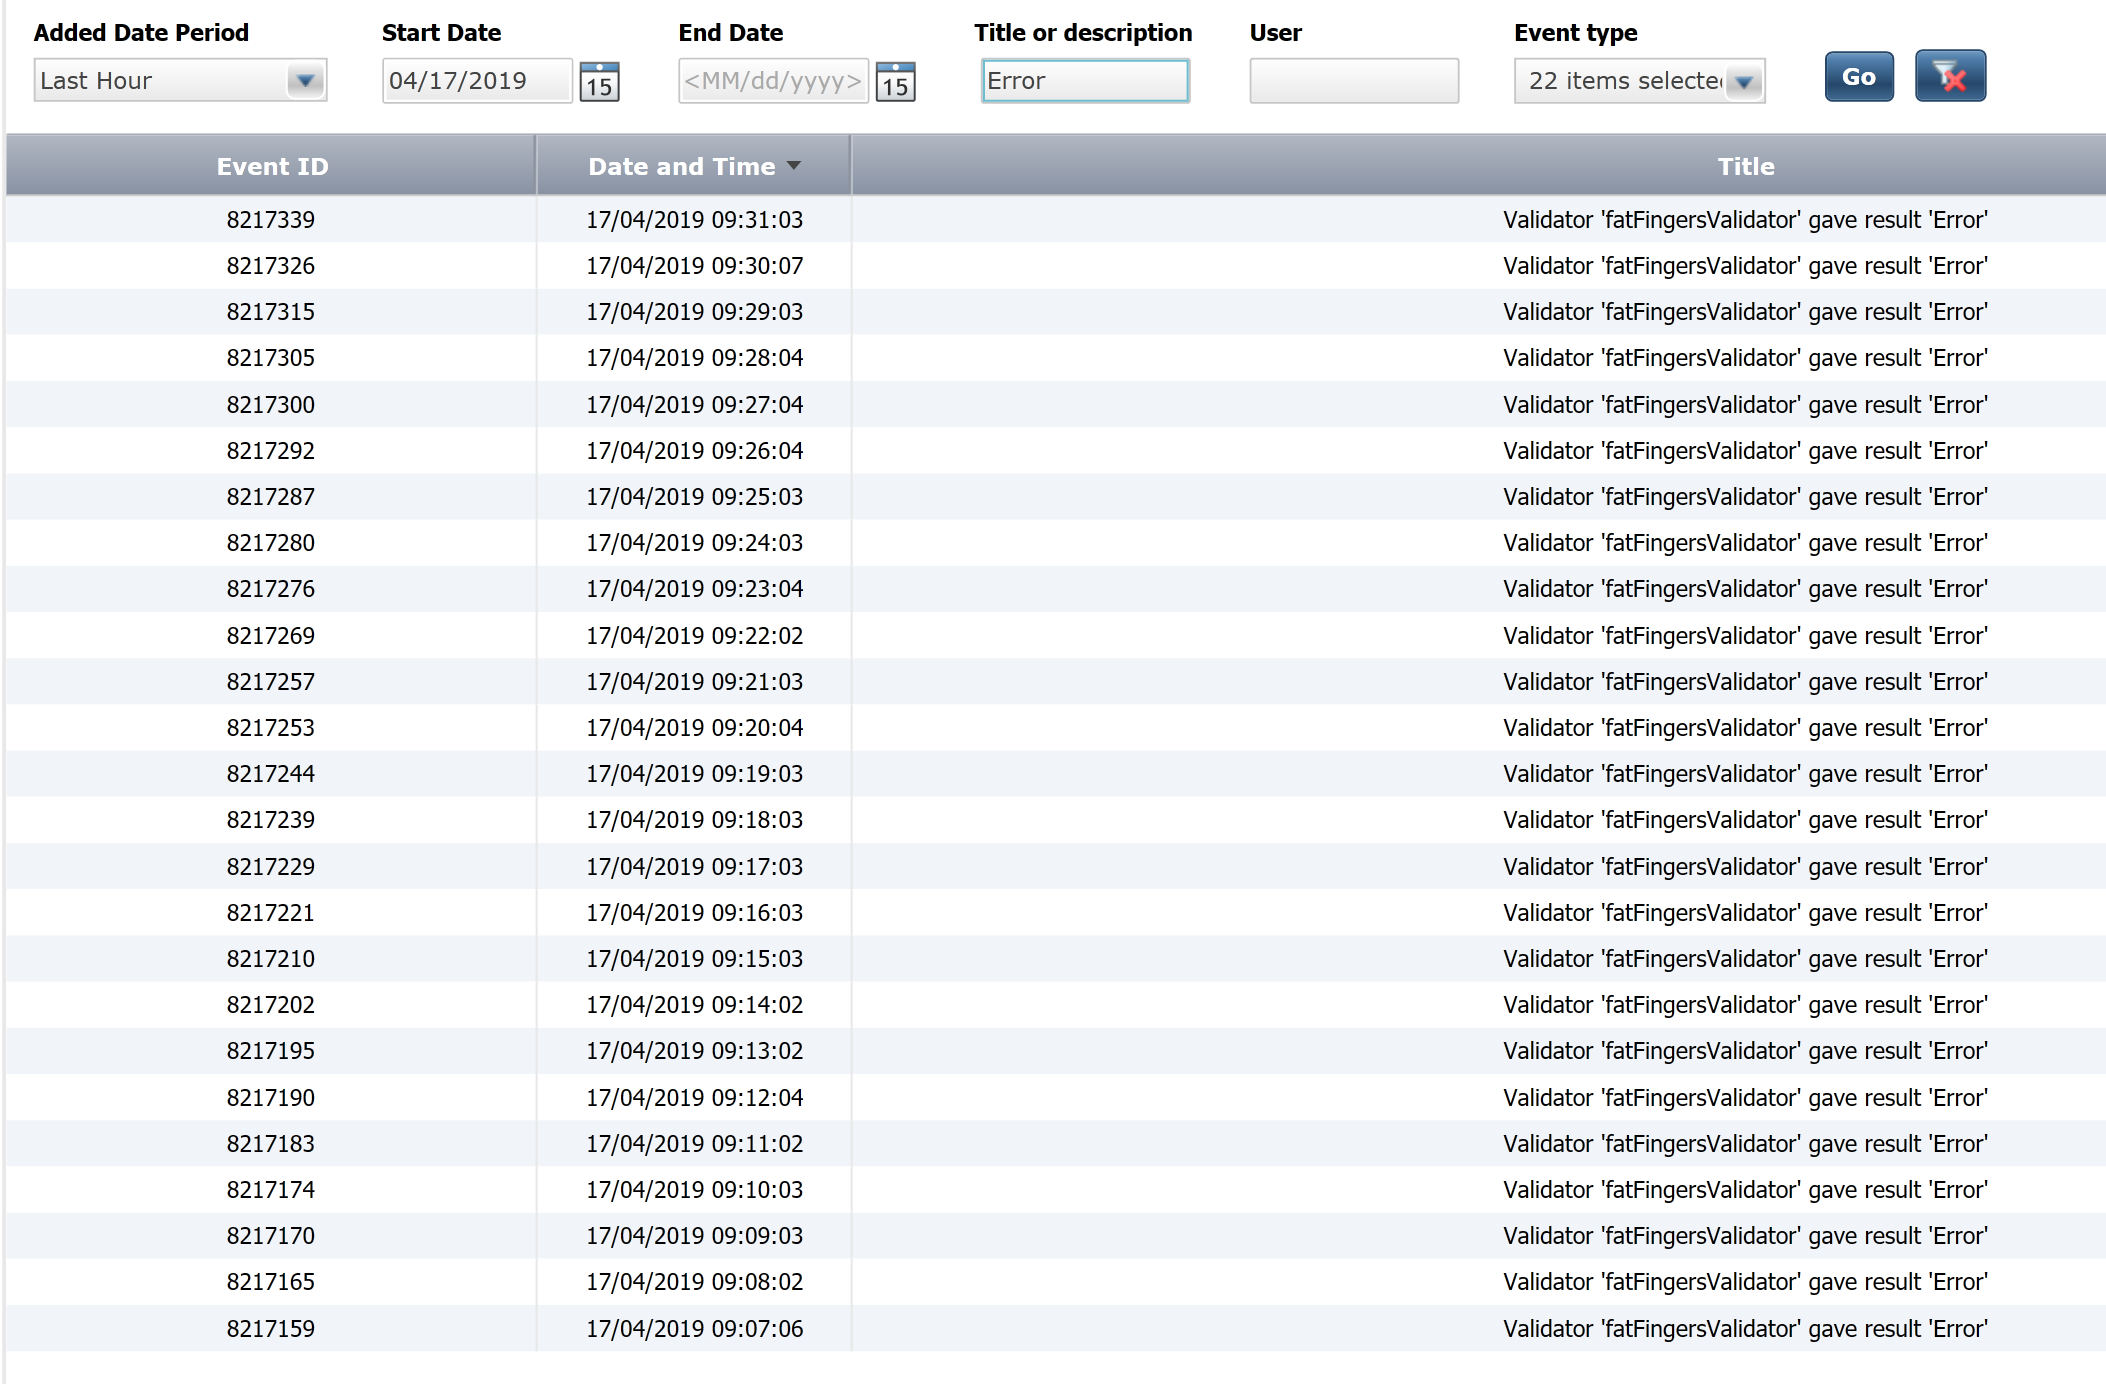 Added Date Period Start Date End Date Title or description User Event type
Last Hour 04/17/2019 15 <MM/dd/yyyy> 15 Error 22 items selected Go
Event ID Date and Time Title
8217339 17/04/2019 09:31:03 Validator 'fatFingersValidator' gave result 'Error'
8217326 17/04/2019 09:30:07 Validator 'fatFingersValidator' gave result 'Error'
8217315 17/04/2019 09:29:03 Validator 'fatFingersValidator' gave result 'Error'
8217305 17/04/2019 09:28:04 Validator 'fatFingersValidator' gave result 'Error'
8217300 17/04/2019 09:27:04 Validator 'fatFingersValidator' gave result 'Error'
8217292 17/04/2019 09:26:04 Validator 'fatFingersValidator' gave result 'Error'
8217287 17/04/2019 09:25:03 Validator 'fatFingersValidator' gave result 'Error'
8217280 17/04/2019 09:24:03 Validator 'fatFingersValidator' gave result 'Error'
8217276 17/04/2019 09:23:04 Validator 'fatFingersValidator' gave result 'Error'
8217269 17/04/2019 09:22:02 Validator 'fatFingersValidator' gave result 'Error'
8217257 17/04/2019 09:21:03 Validator 'fatFingersValidator' gave result 'Error'
8217253 17/04/2019 09:20:04 Validator 'fatFingersValidator' gave result 'Error'
8217244 17/04/2019 09:19:03 Validator 'fatFingersValidator' gave result 'Error'
8217239 17/04/2019 09:18:03 Validator 'fatFingersValidator' gave result 'Error'
8217229 17/04/2019 09:17:03 Validator 'fatFingersValidator' gave result 'Error'
8217221 17/04/2019 09:16:03 Validator 'fatFingersValidator' gave result 'Error'
8217210 17/04/2019 09:15:03 Validator 'fatFingersValidator' gave result 'Error'
8217202 17/04/2019 09:14:02 Validator 'fatFingersValidator' gave result 'Error'
8217195 17/04/2019 09:13:02 Validator 'fatFingersValidator' gave result 'Error'
8217190 17/04/2019 09:12:04 Validator 'fatFingersValidator' gave result 'Error'
8217183 17/04/2019 09:11:02 Validator 'fatFingersValidator' gave result 'Error'
8217174 17/04/2019 09:10:03 Validator 'fatFingersValidator' gave result 'Error'
8217170 17/04/2019 09:09:03 Validator 'fatFingersValidator' gave result 'Error'
8217165 17/04/2019 09:08:02 Validator 'fatFingersValidator' gave result 'Error'
8217159 17/04/2019 09:07:06 Validator 'fatFingersValidator' gave result 'Error'